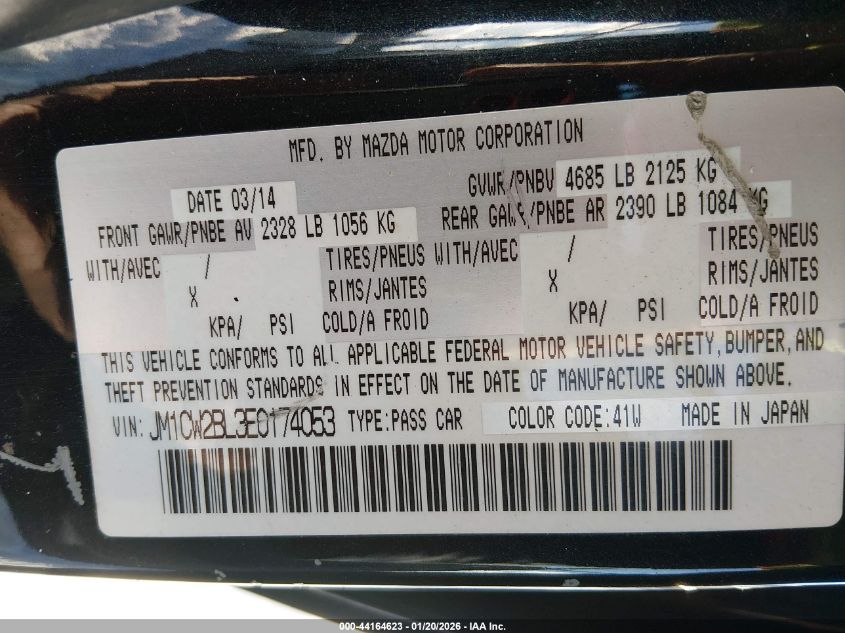 MFD. BY MAZDA MOTOR CORPORATION
DATE 03/14 GVWR/PNBV 4685 LB 2125 KG
FRONT GAWR/PNBE AV 2328 LB 1056 KG REAR GAWR/PNBE AR 2390 LB 1084 KG
WITH/AVEC / TIRES/PNEUS WITH/AVEC / TIRES/PNEUS
X . RIMS/JANTES X RIMS/JANTES
KPA/ PSI COLD/A FROID KPA/ PSI COLD/A FROID
THIS VEHICLE CONFORMS TO ALL APPLICABLE FEDERAL MOTOR VEHICLE SAFETY, BUMPER, AND
THEFT PREVENTION STANDARDS IN EFFECT ON THE DATE OF MANUFACTURE SHOWN ABOVE.
VIN: JM1CW2BL3E0174053 TYPE:PASS CAR COLOR CODE:41W MADE IN JAPAN
000-44164623 - 01/20/2026 - IAA Inc.